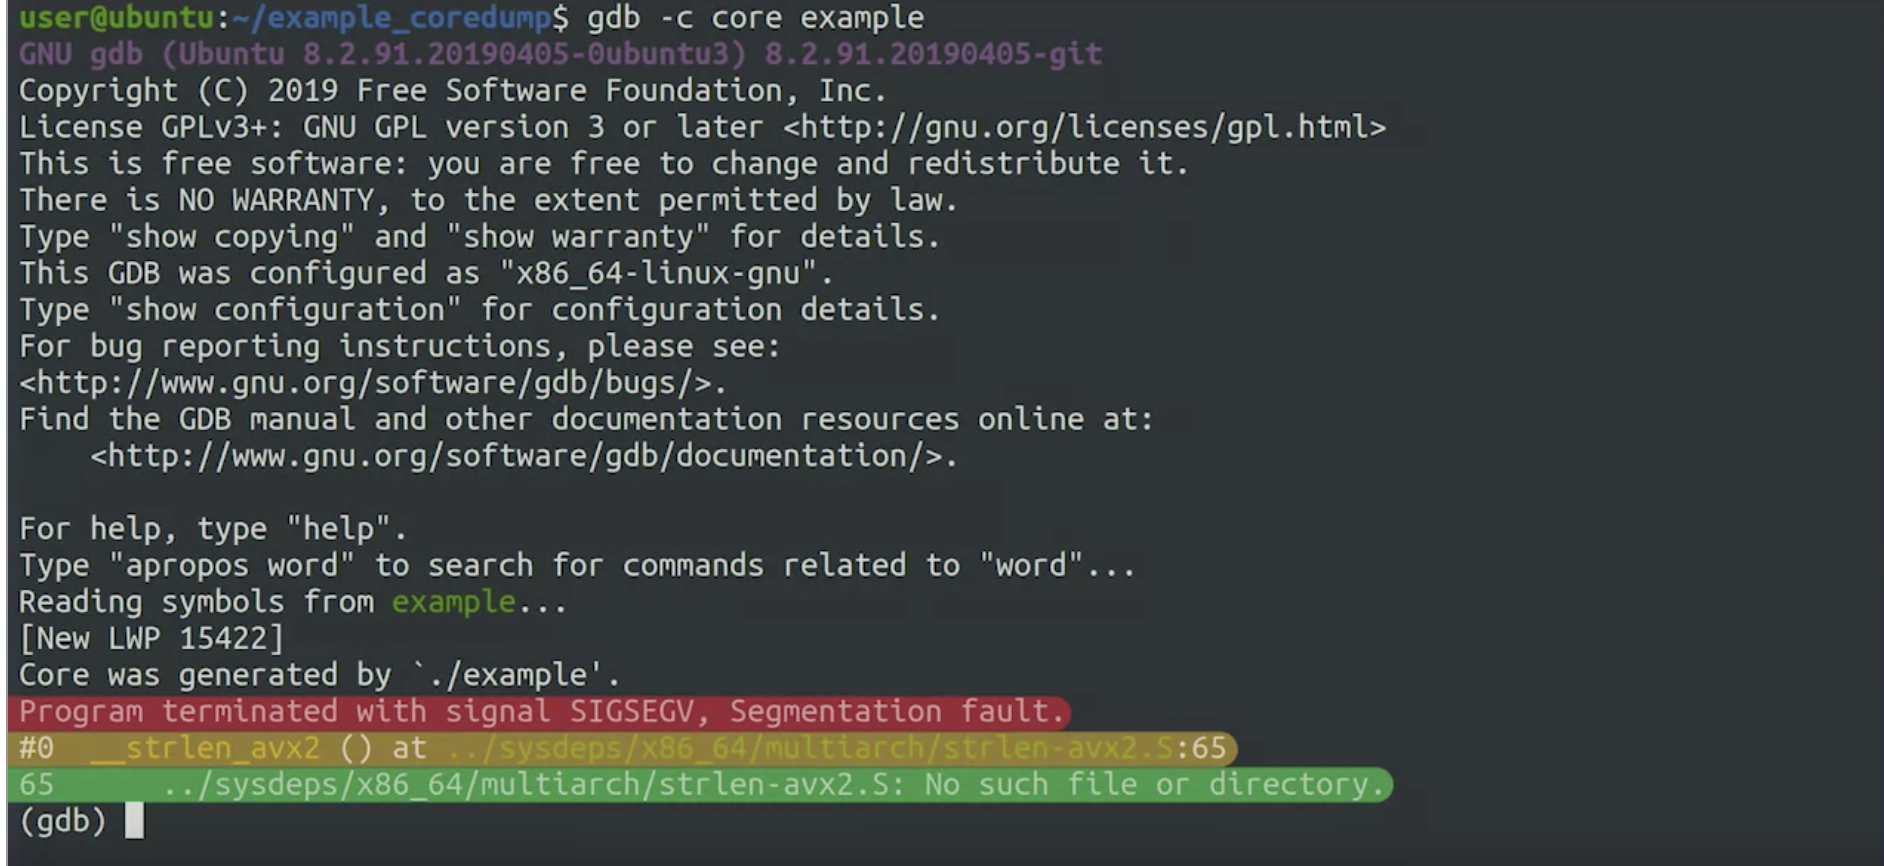 user@ubuntu:~/example_coredump$ gdb -c core example
GNU gdb (Ubuntu 8.2.91.20190405-0ubuntu3) 8.2.91.20190405-git
Copyright (C) 2019 Free Software Foundation, Inc.
License GPLv3+: GNU GPL version 3 or later <http://gnu.org/licenses/gpl.html>
This is free software: you are free to change and redistribute it.
There is NO WARRANTY, to the extent permitted by law.
Type "show copying" and "show warranty" for details.
This GDB was configured as "x86_64-linux-gnu".
Type "show configuration" for configuration details.
For bug reporting instructions, please see:
<http://www.gnu.org/software/gdb/bugs/>.
Find the GDB manual and other documentation resources online at:
    <http://www.gnu.org/software/gdb/documentation/>.

For help, type "help".
Type "apropos word" to search for commands related to "word"...
Reading symbols from example...
[New LWP 15422]
Core was generated by `./example'.
Program terminated with signal SIGSEGV, Segmentation fault.
#0  __strlen_avx2 () at ../sysdeps/x86_64/multiarch/strlen-avx2.S:65
65      ../sysdeps/x86_64/multiarch/strlen-avx2.S: No such file or directory.
(gdb)